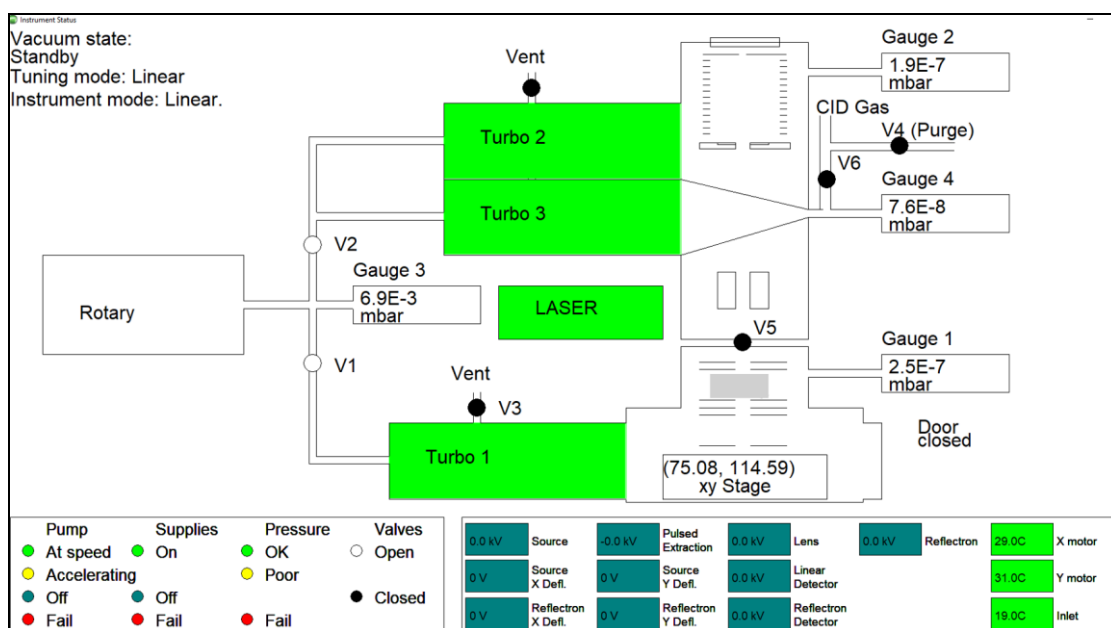 Instrument Status
Vacuum state:
Standby
Tuning mode: Linear
Instrument mode: Linear.
Vent
Gauge 2
1.9E-7
mbar
CID Gas
V4 (Purge)
Turbo 2
V6
Gauge 4
7.6E-8
mbar
Turbo 3
V2
Gauge 3
6.9E-3
mbar
Rotary
LASER
V5
Gauge 1
2.5E-7
mbar
V1
Vent
V3
Door
closed
Turbo 1
(75.08, 114.59)
xy Stage
Pump Supplies Pressure Valves
At speed On OK Open
Accelerating Poor
Off Off Closed
Fail Fail Fail
0.0 kV Source -0.0 kV Pulsed Extraction 0.0 kV Lens 0.0 kV Reflectron 29.0C X motor
0 V Source X Defl. 0 V Source Y Defl. 0.0 kV Linear Detector 31.0C Y motor
0 V Reflectron X Defl. 0 V Reflectron Y Defl. 0.0 kV Reflectron Detector 19.0C Inlet